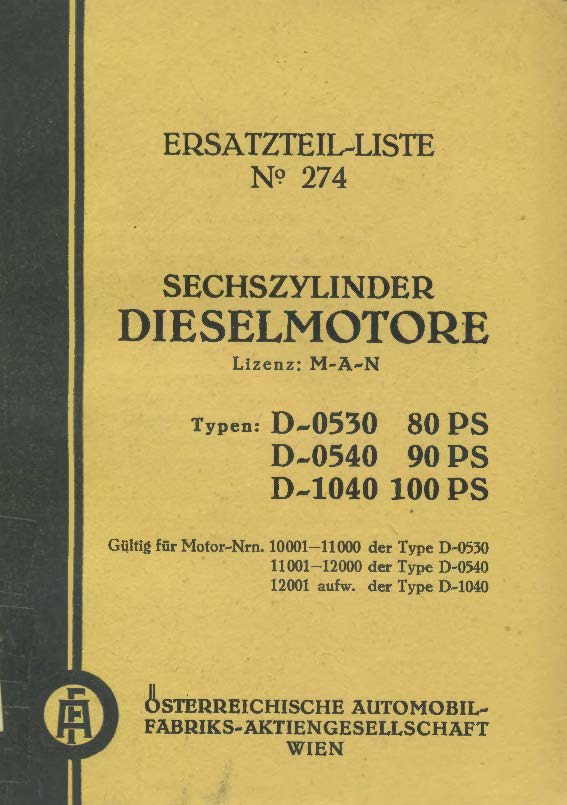 ERSATZTEIL-LISTE
Nº 274
SECHSZYLINDER
DIESELMOTORE
Lizenz: M-A-N
Typen: D-0530 80 PS
D-0540 90 PS
D-1040 100 PS
Gültig für Motor-Nrn. 10001—11000 der Type D-0530
11001—12000 der Type D-0540
12001 aufw. der Type D-1040
ÖSTERREICHISCHE AUTOMOBIL-
FABRIKS-AKTIENGESELLSCHAFT
WIEN